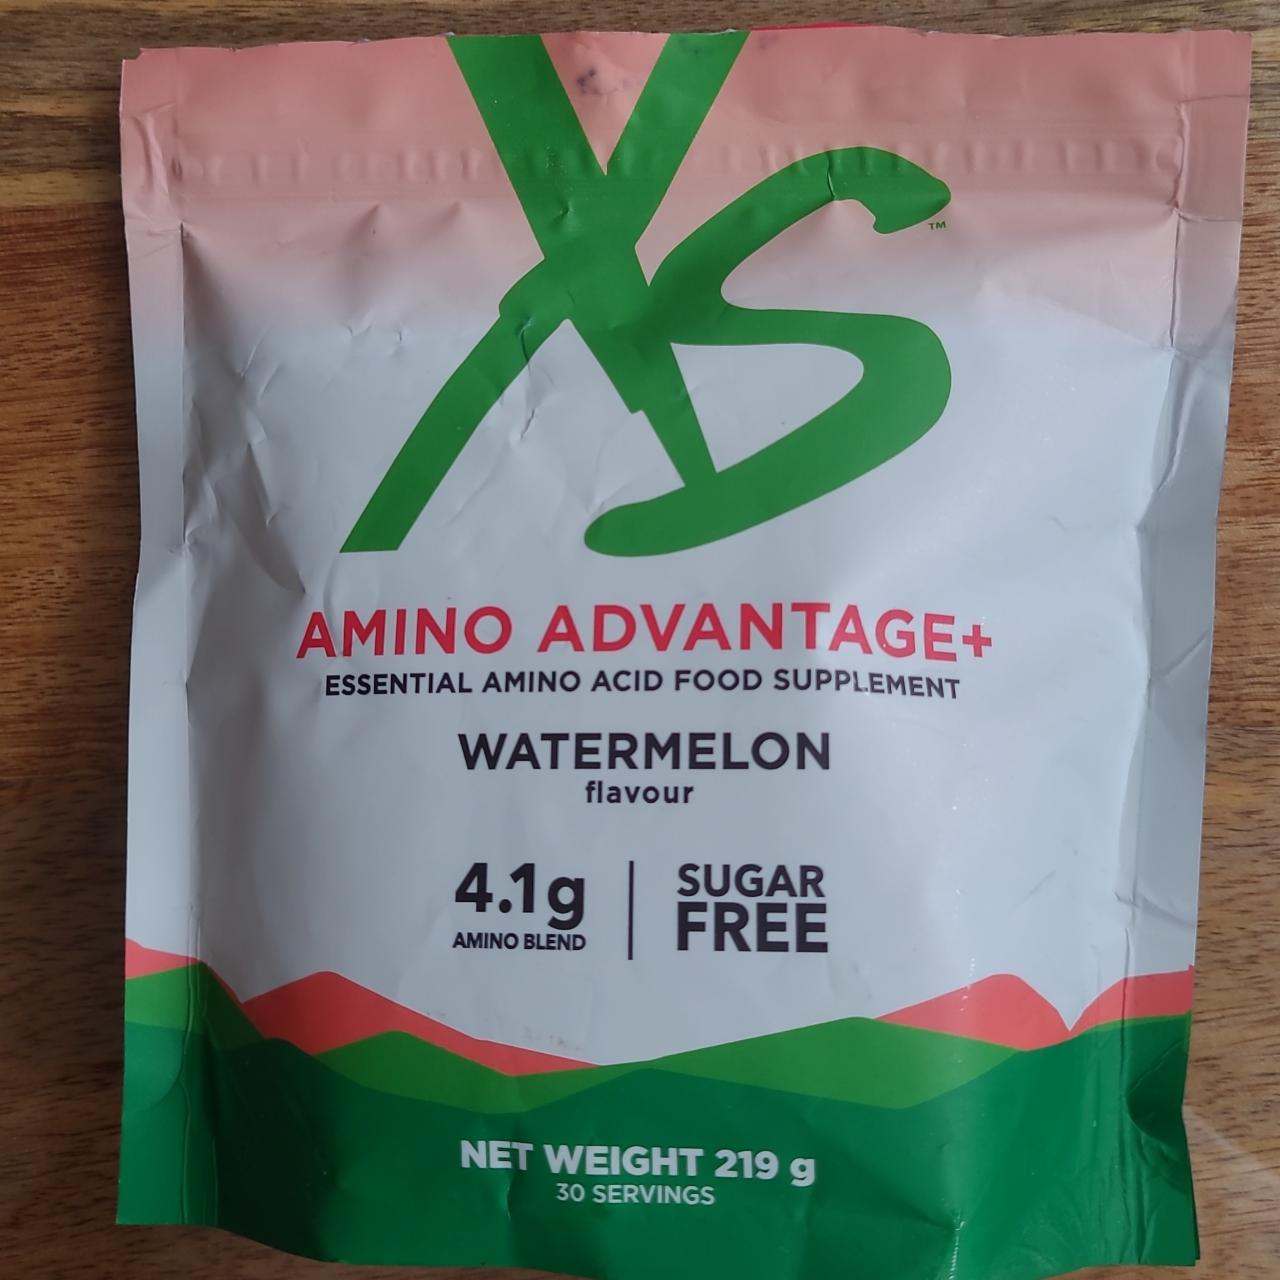 XS™
AMINO ADVANTAGE+
ESSENTIAL AMINO ACID FOOD SUPPLEMENT
WATERMELON
flavour
4.1g
AMINO BLEND
SUGAR
FREE
NET WEIGHT 219 g
30 SERVINGS